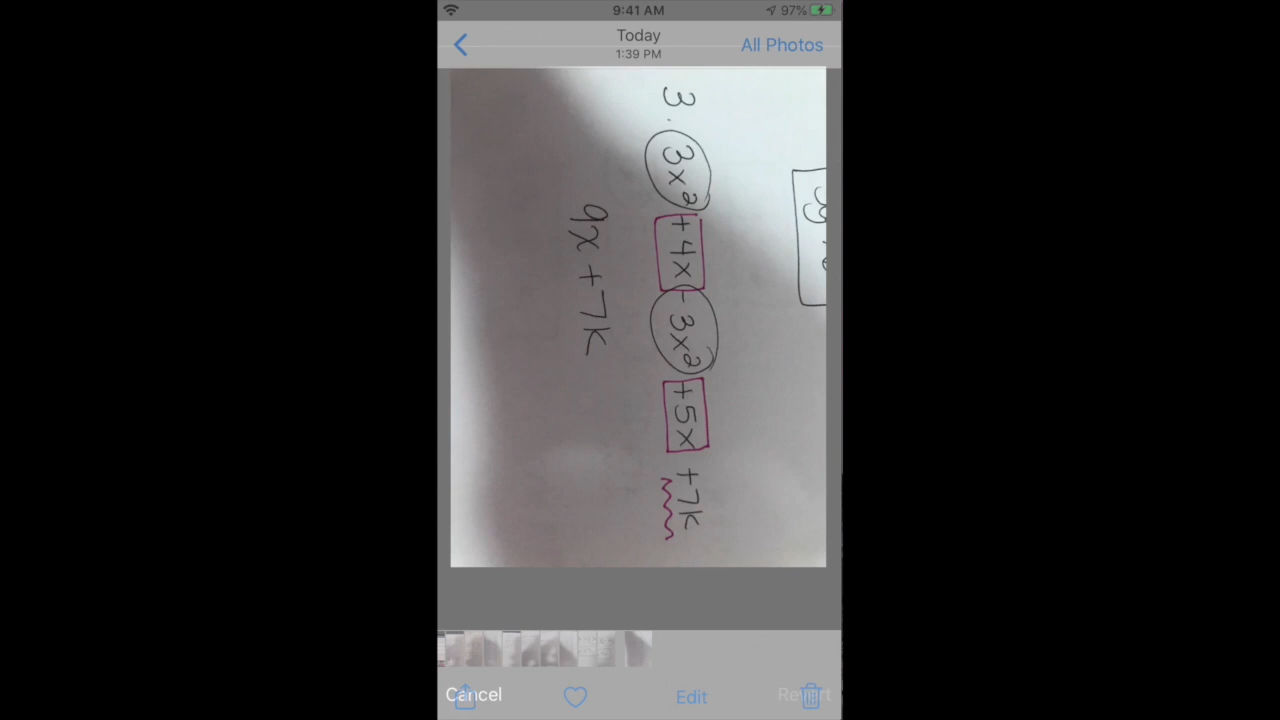 9:41 AM
97%
Today
1:39 PM
All Photos
3. 3x2 +4x -3x2 +5x +7k
9x + 7k
Cancel
Edit
Revert